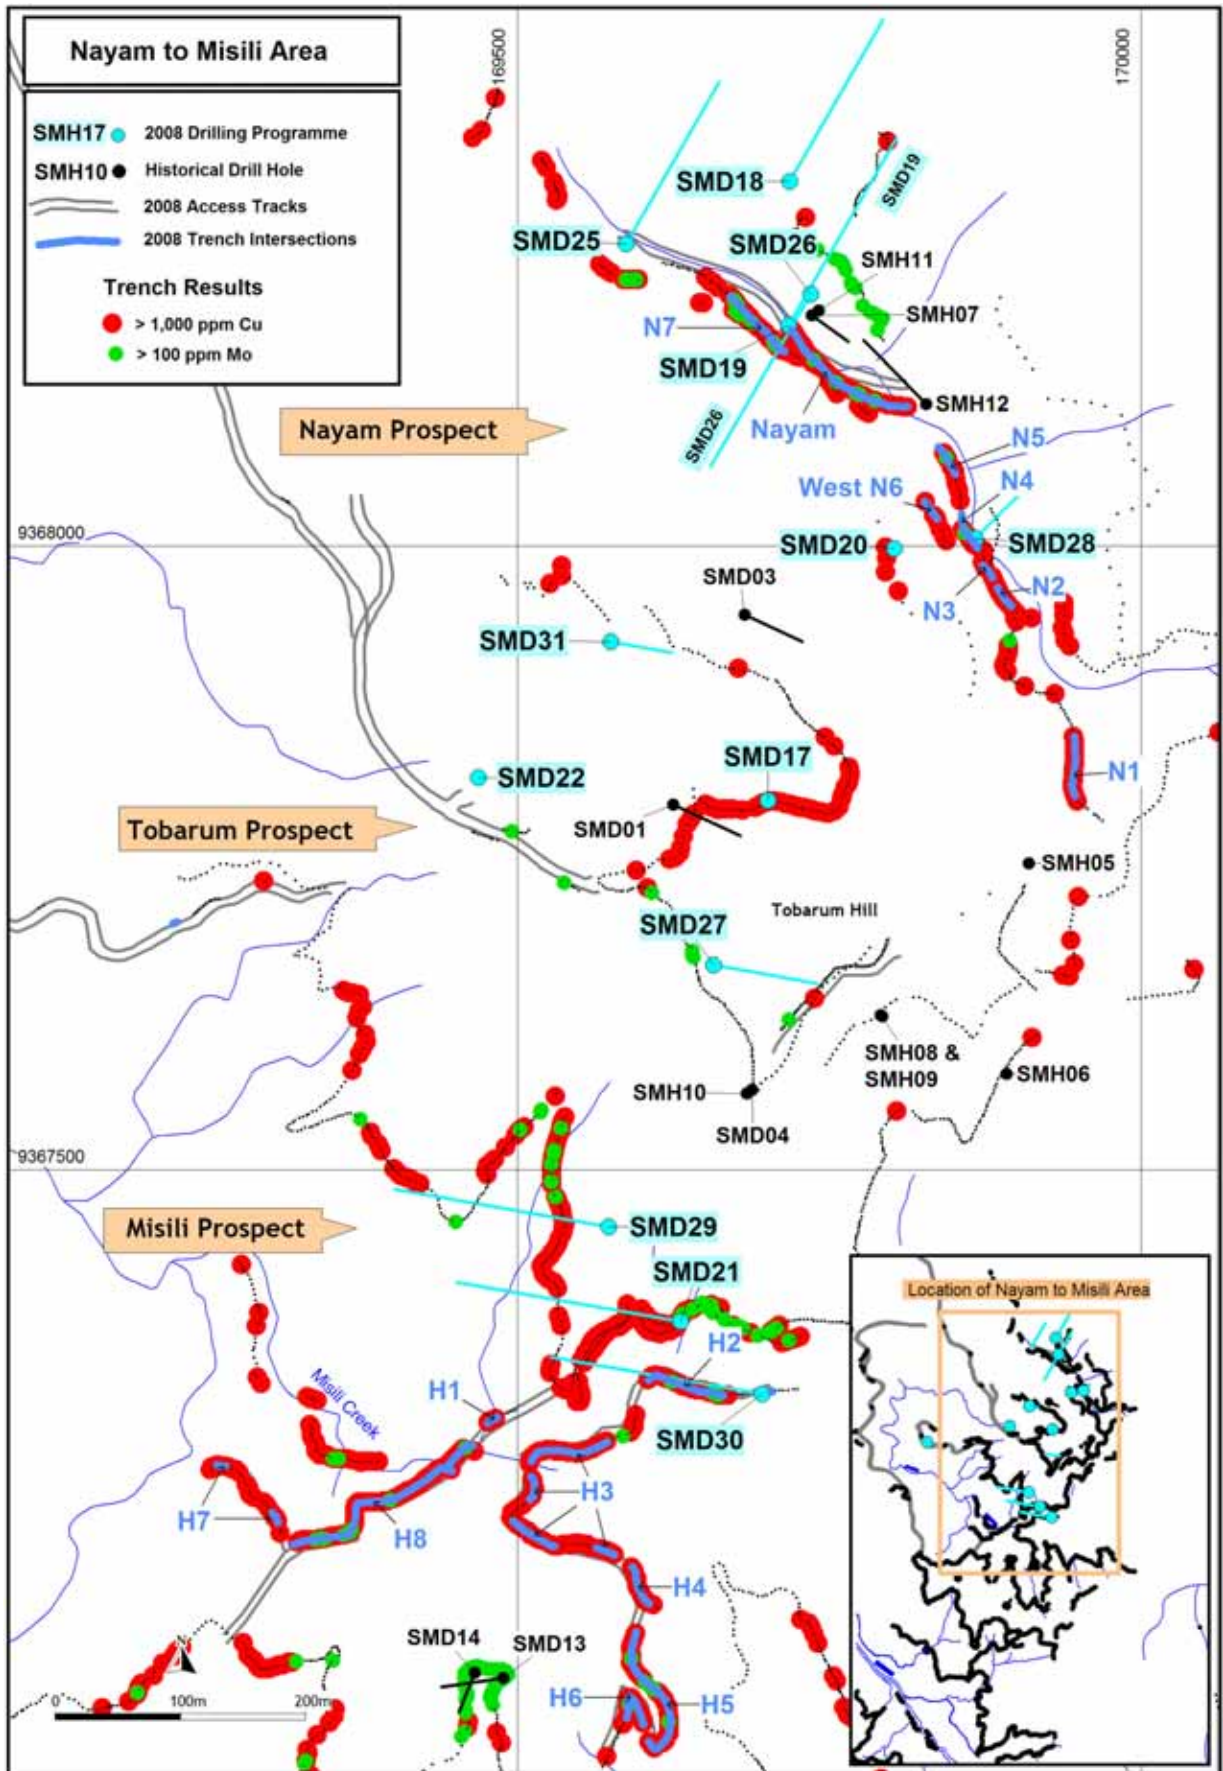 Nayam to Misili Area
SMH17
2008 Drilling Programme
SMH10
Historical Drill Hole
2008 Access Tracks
2008 Trench Intersections
Trench Results
> 1,000 ppm Cu
> 100 ppm Mo
169500
170000
SMD18
SMD19
SMD25
SMD26
SMH11
SMH07
N7
SMD19
SMD26
Nayam
SMH12
Nayam Prospect
N5
N4
West N6
9368000
SMD20
SMD28
SMD03
N3
N2
SMD31
SMD17
SMD22
N1
Tobarum Prospect
SMD01
SMH05
SMD27
Tobarum Hill
SMH08 &
SMH09
SMH06
SMH10
SMD04
9367500
Misili Prospect
SMD29
SMD21
Location of Nayam to Misili Area
H2
Misili Creek
H1
SMD30
H3
H7
H8
H4
SMD14
SMD13
H6
H5
N
0
100m
200m